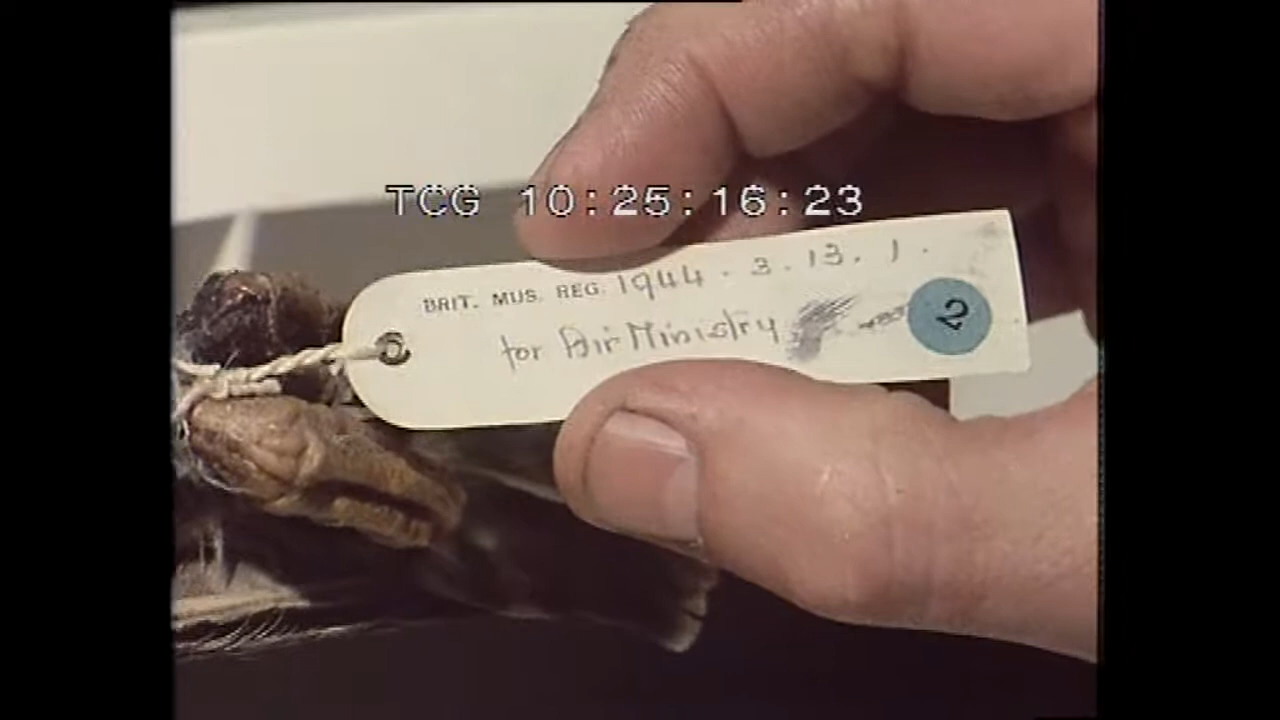 TCG 10:25:16:23
BRIT. MUS. REG. 1944 . 3 . 13 . 1 .
for Air Ministry
2